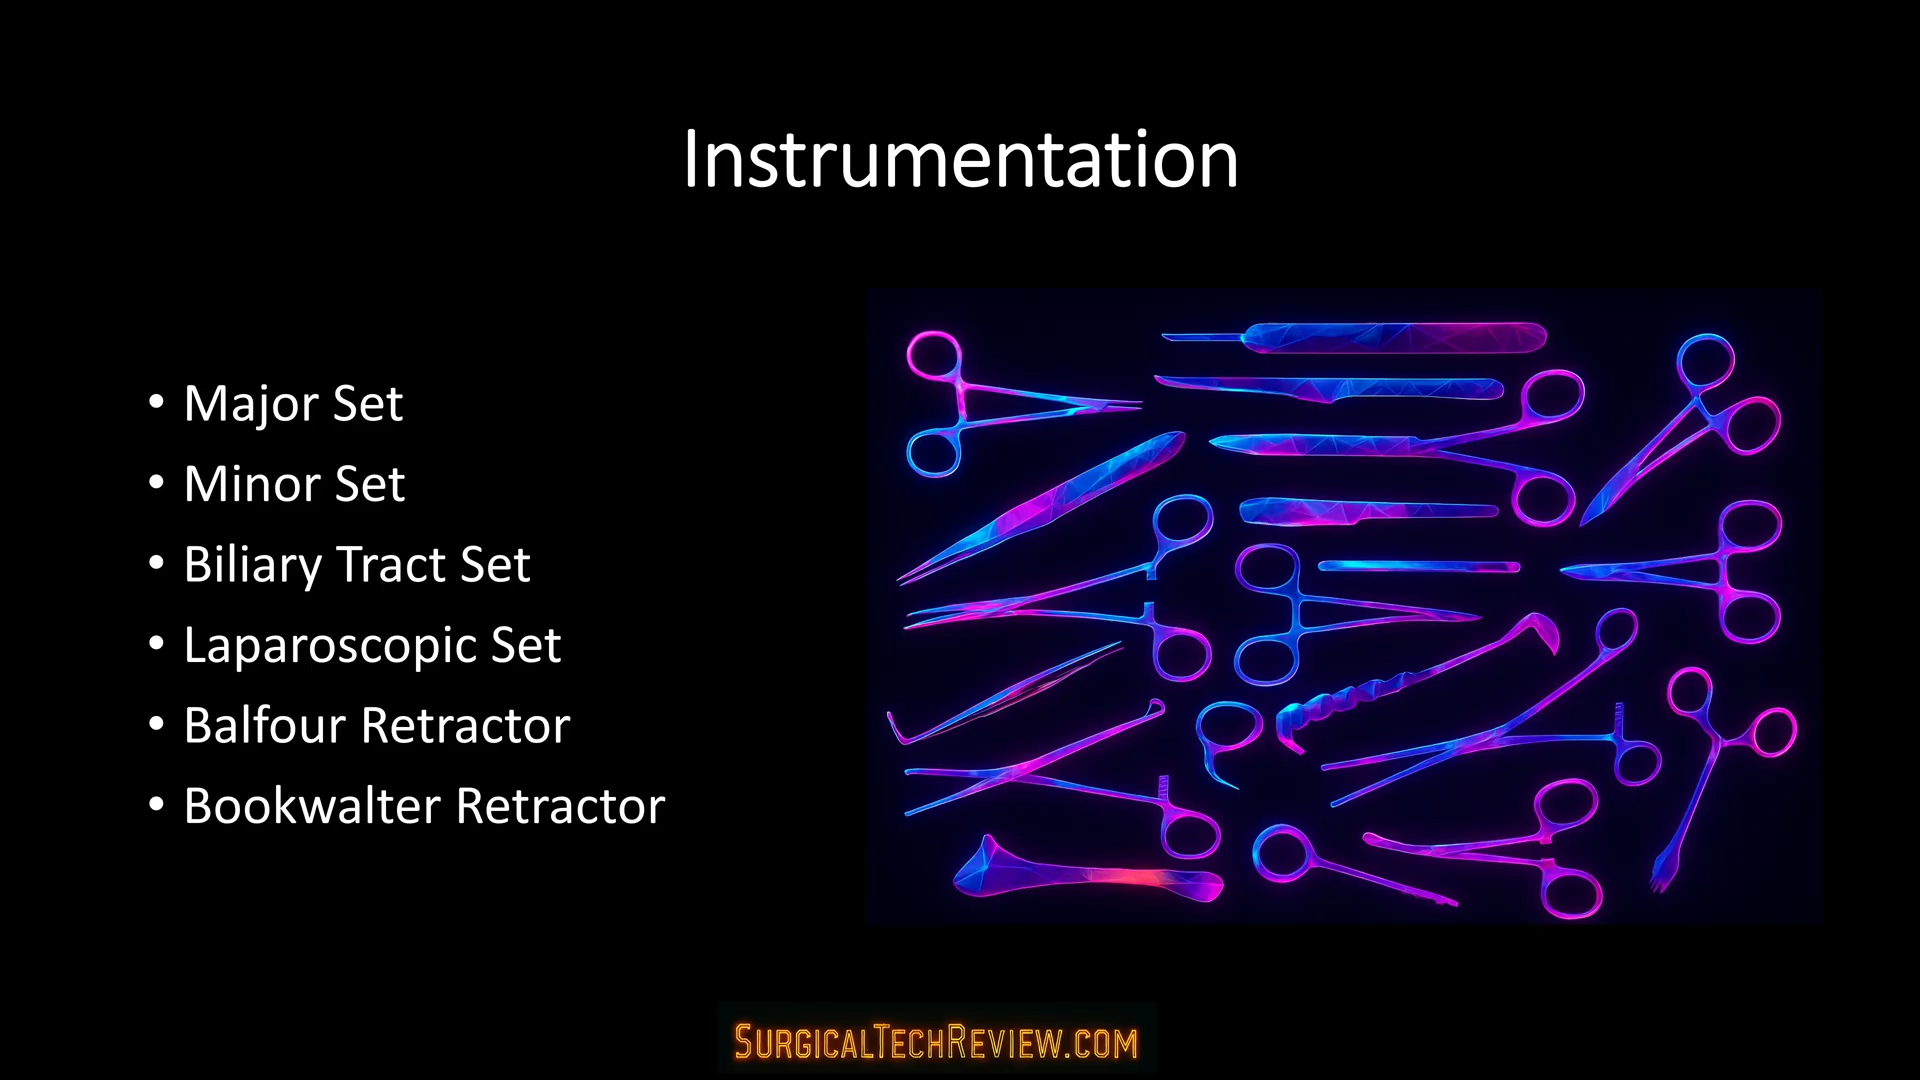 Instrumentation
• Major Set
• Minor Set
• Biliary Tract Set
• Laparoscopic Set
• Balfour Retractor
• Bookwalter Retractor
SurgicalTechReview.com